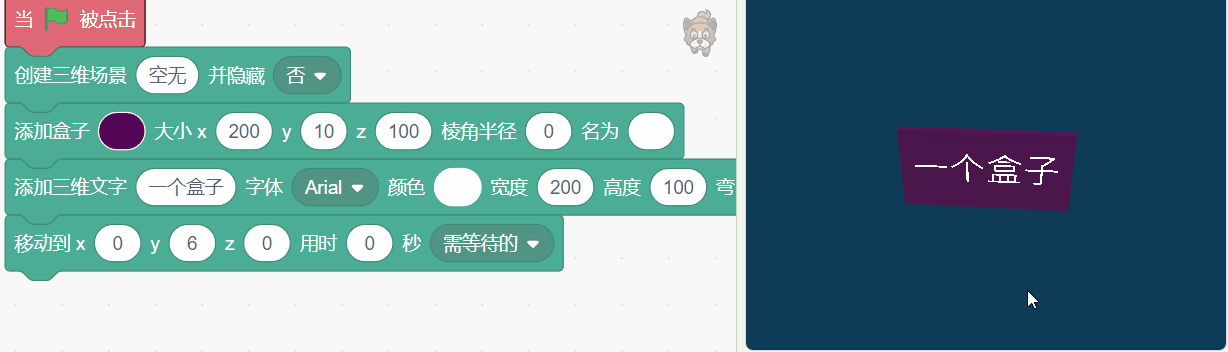 当 被点击
创建三维场景 空无 并隐藏 否
添加盒子 大小 x 200 y 10 z 100 棱角半径 0 名为
添加三维文字 一个盒子 字体 Arial 颜色 宽度 200 高度 100 弯
移动到 x 0 y 6 z 0 用时 0 秒 需等待的
一个盒子